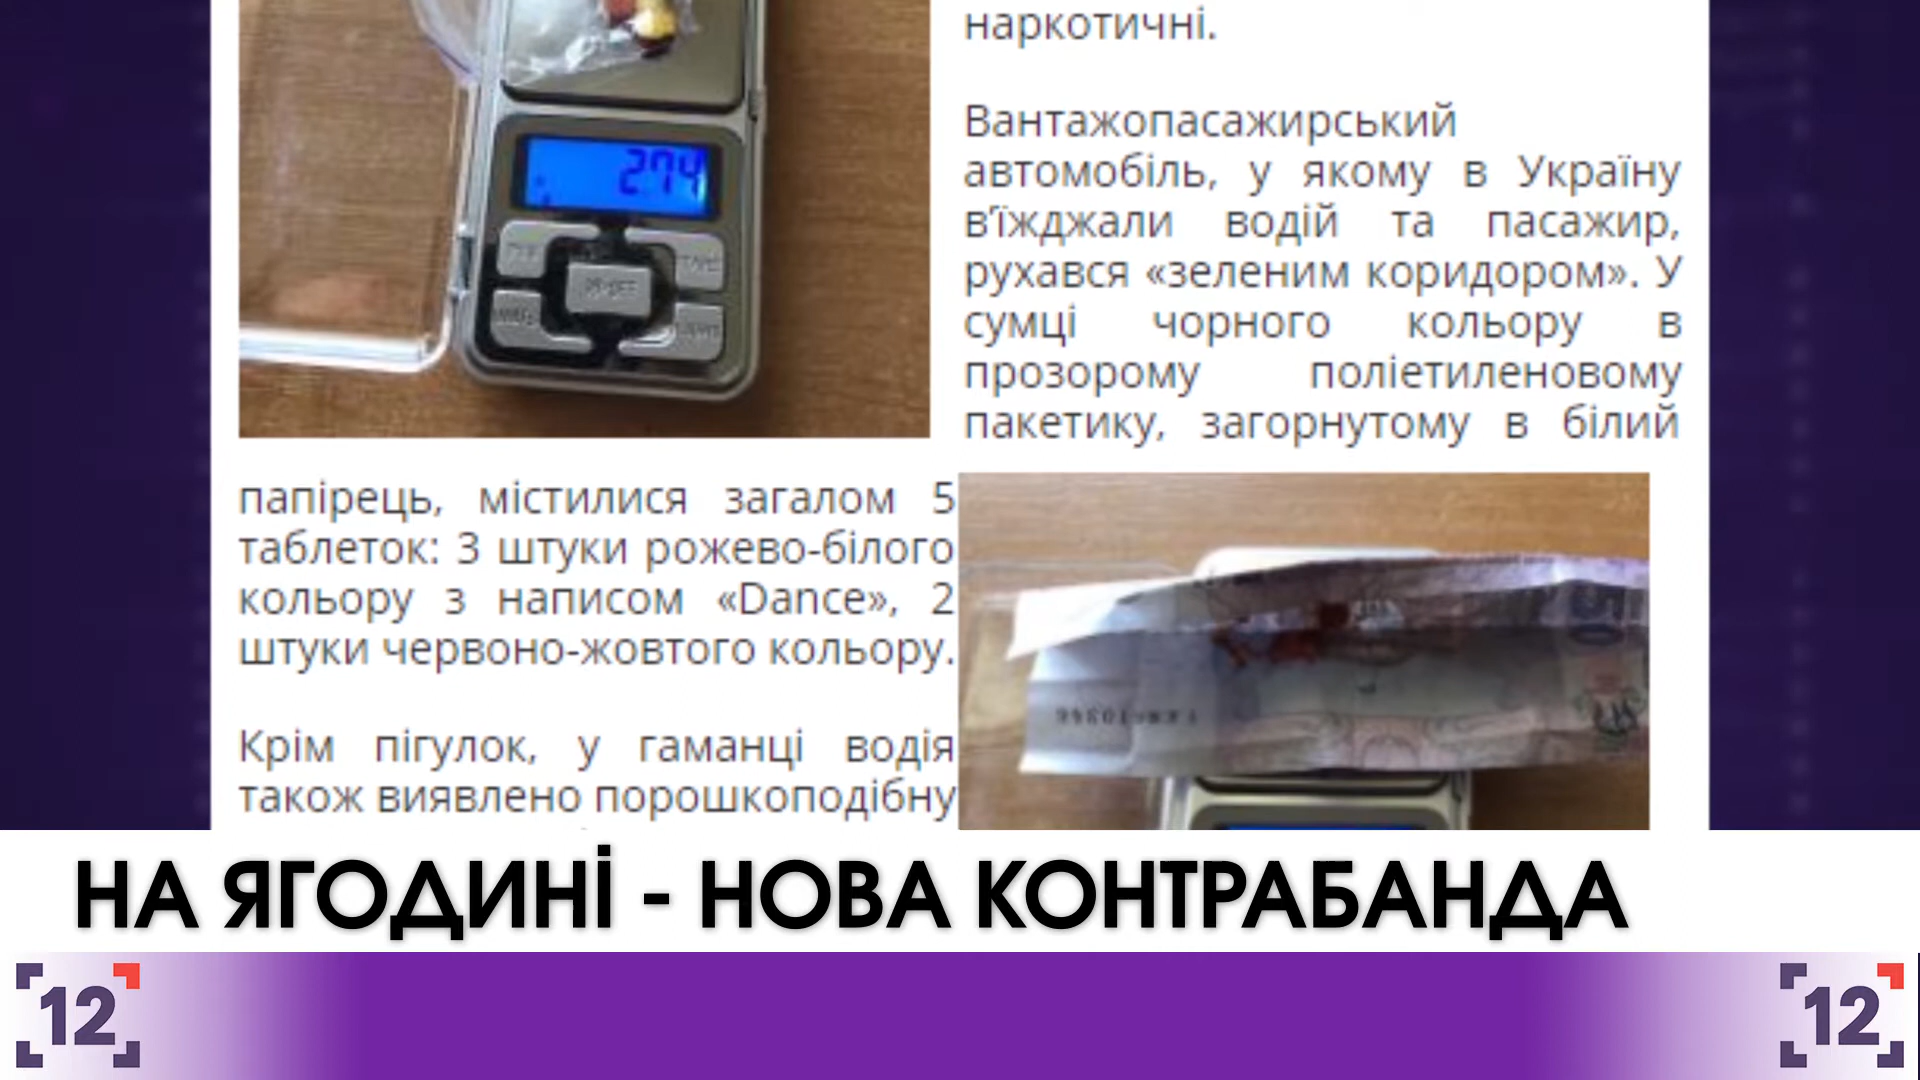 наркотичні.
Вантажопасажирський
автомобіль, у якому в Україну
в’їжджали водій та пасажир,
рухався «зеленим коридором». У
сумці чорного кольору в
прозорому поліетиленовому
пакетику, загорнутому в білий
274
папірець, містилися загалом 5
таблеток: 3 штуки рожево-білого
кольору з написом «Dance», 2
штуки червоно-жовтого кольору.
Крім пігулок, у гаманці водія
також виявлено порошкоподібну
НА ЯГОДИНІ - НОВА КОНТРАБАНДА
12
12